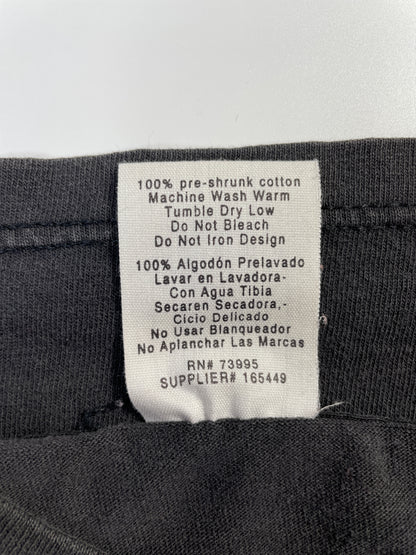 100% pre-shrunk cotton
Machine Wash Warm
Tumble Dry Low
Do Not Bleach
Do Not Iron Design
100% Algodón Prelavado
Lavar en Lavadora-
Con Agua Tibia
Secaren Secadora,-
Cicio Delicado
No Usar Blanqueador
No Aplanchar Las Marcas
RN# 73995
SUPPLIER# 165449